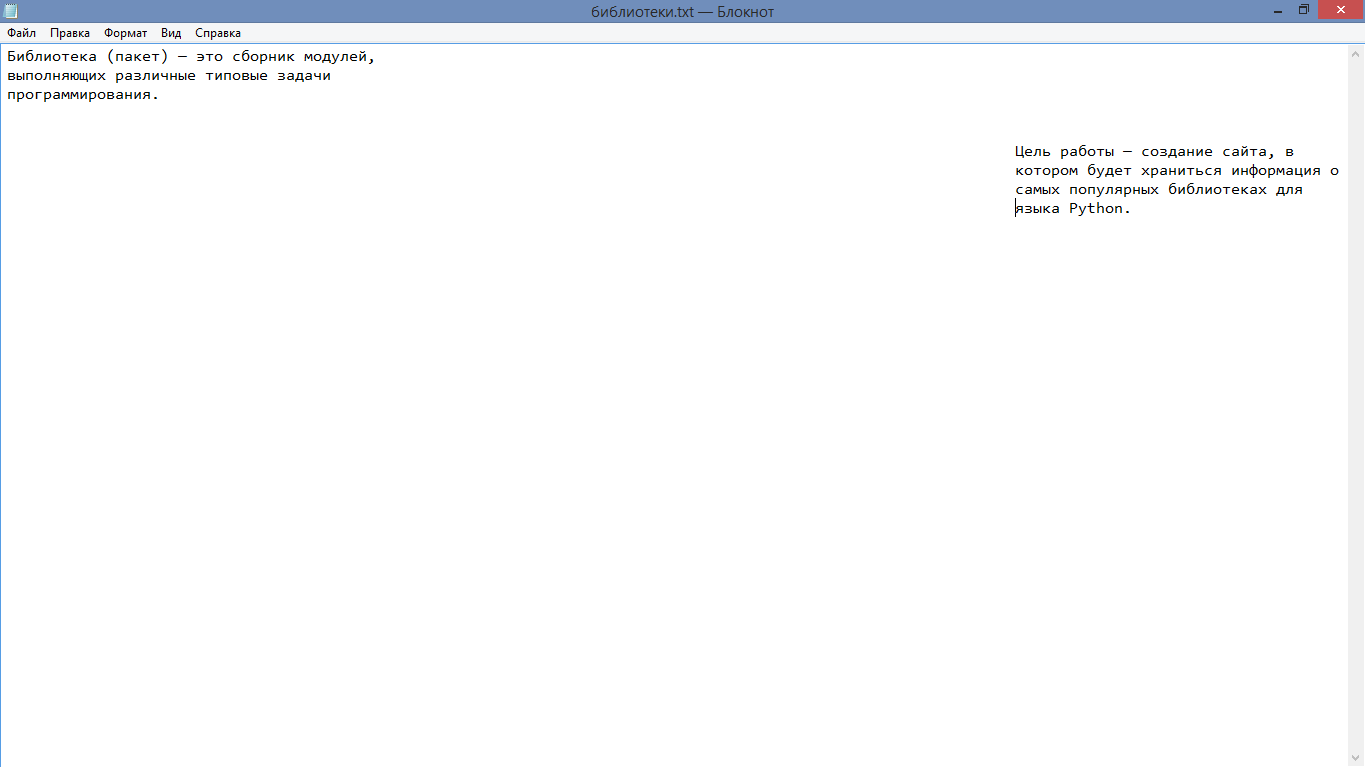 библиотеки.txt — Блокнот
Файл Правка Формат Вид Справка
Библиотека (пакет) — это сборник модулей,
выполняющих различные типовые задачи
программирования.
Цель работы — создание сайта, в
котором будет храниться информация о
самых популярных библиотеках для
языка Python.